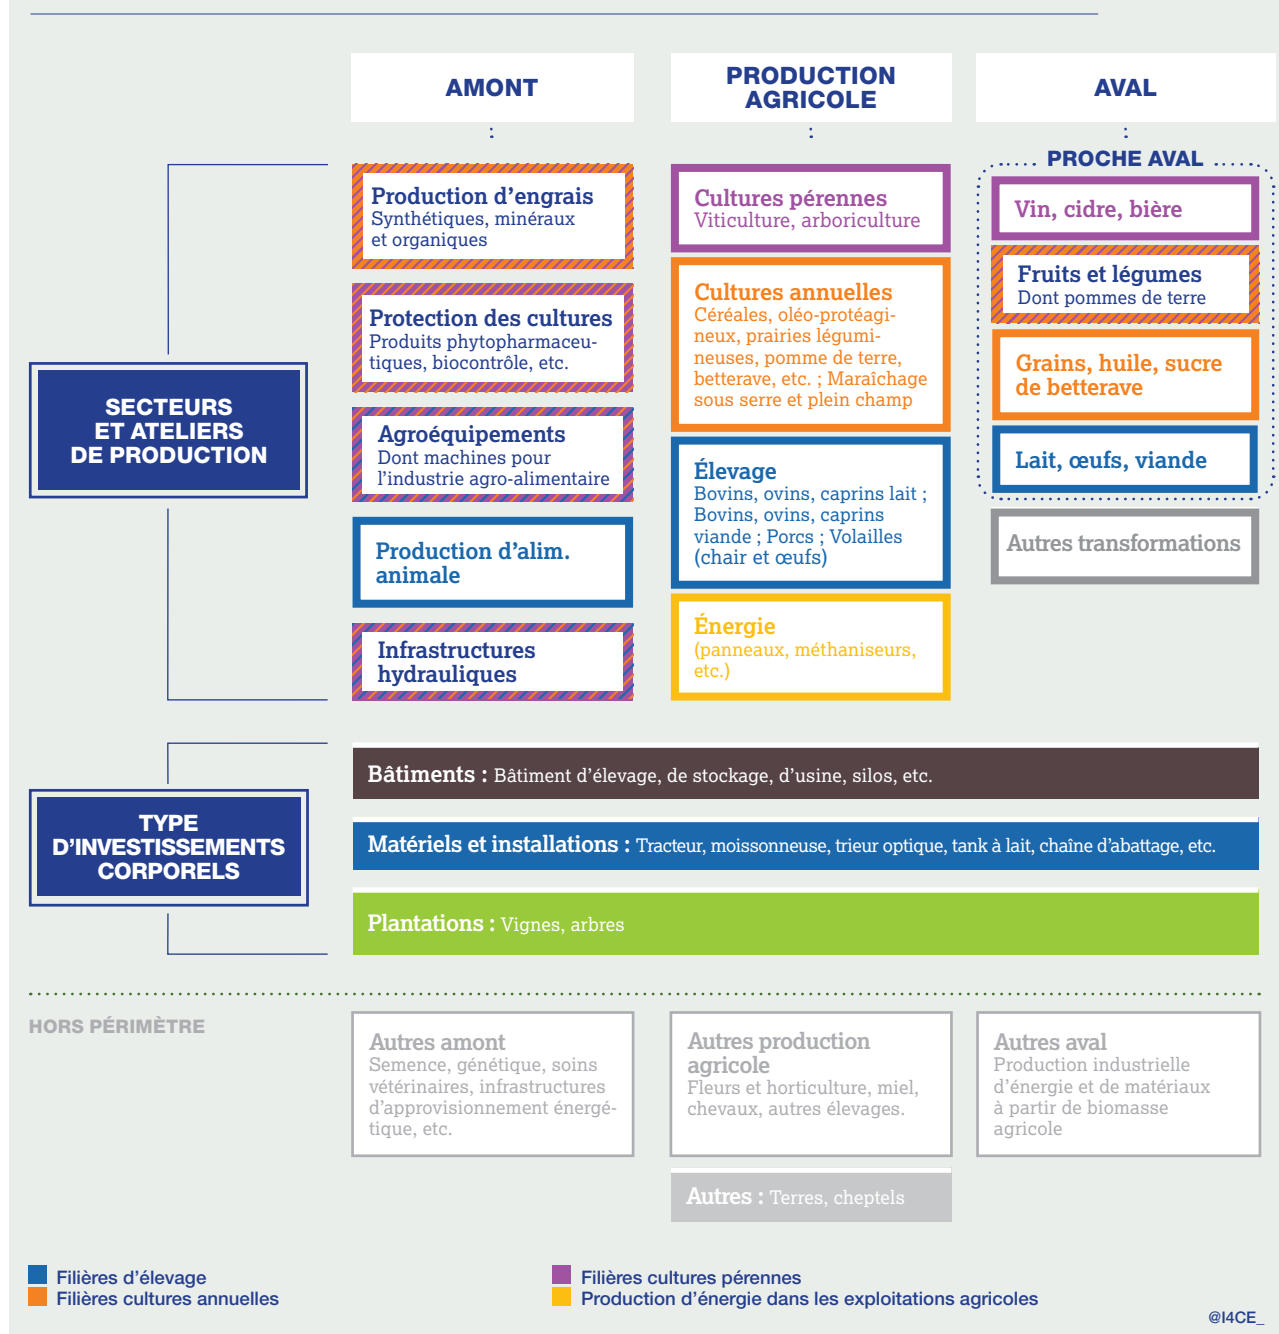 AMONT
PRODUCTION
AGRICOLE
AVAL
SECTEURS
ET ATELIERS
DE PRODUCTION
Production d'engrais
Synthétiques, minéraux
et organiques
Protection des cultures
Produits phytopharmaceu-
tiques, biocontrôle, etc.
Agroéquipements
Dont machines pour
l'industrie agro-alimentaire
Production d'alim.
animale
Infrastructures
hydrauliques
Cultures pérennes
Viticulture, arboriculture
Cultures annuelles
Céréales, oléo-protéagi-
neux, prairies légumi-
neuses, pomme de terre,
betterave, etc. ; Maraîchage
sous serre et plein champ
Élevage
Bovins, ovins, caprins lait ;
Bovins, ovins, caprins
viande ; Porcs ; Volailles
(chair et œufs)
Énergie
(panneaux, méthaniseurs,
etc.)
PROCHE AVAL
Vin, cidre, bière
Fruits et légumes
Dont pommes de terre
Grains, huile, sucre
de betterave
Lait, œufs, viande
Autres transformations
TYPE
D'INVESTISSEMENTS
CORPORELS
Bâtiments : Bâtiment d'élevage, de stockage, d'usine, silos, etc.
Matériels et installations : Tracteur, moissonneuse, trieur optique, tank à lait, chaîne d'abattage, etc.
Plantations : Vignes, arbres
HORS PÉRIMÈTRE
Autres amont
Semence, génétique, soins
vétérinaires, infrastructures
d'approvisionnement énergé-
tique, etc.
Autres production
agricole
Fleurs et horticulture, miel,
chevaux, autres élevages.
Autres aval
Production industrielle
d'énergie et de matériaux
à partir de biomasse
agricole
Autres : Terres, cheptels
Filières d'élevage
Filières cultures annuelles
Filières cultures pérennes
Production d'énergie dans les exploitations agricoles
@I4CE_